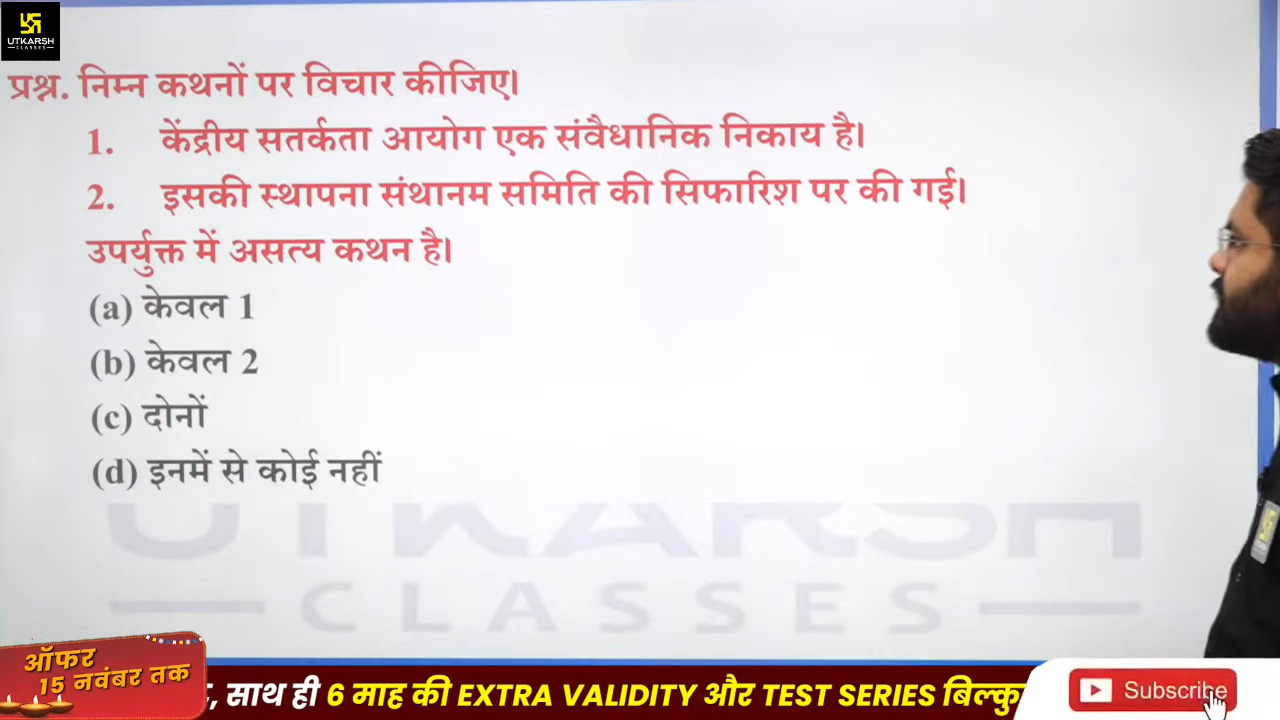 UTKARSH
CLASSES
प्रश्न. निम्न कथनों पर विचार कीजिए।
1. केंद्रीय सतर्कता आयोग एक संवैधानिक निकाय है।
2. इसकी स्थापना संथानम समिति की सिफारिश पर की गई।
उपर्युक्त में असत्य कथन है।
(a) केवल 1
(b) केवल 2
(c) दोनों
(d) इनमें से कोई नहीं
UTKARSH
CLASSES
ऑफर
15 नवंबर तक
, साथ ही 6 माह की EXTRA VALIDITY और TEST SERIES
Subscribe